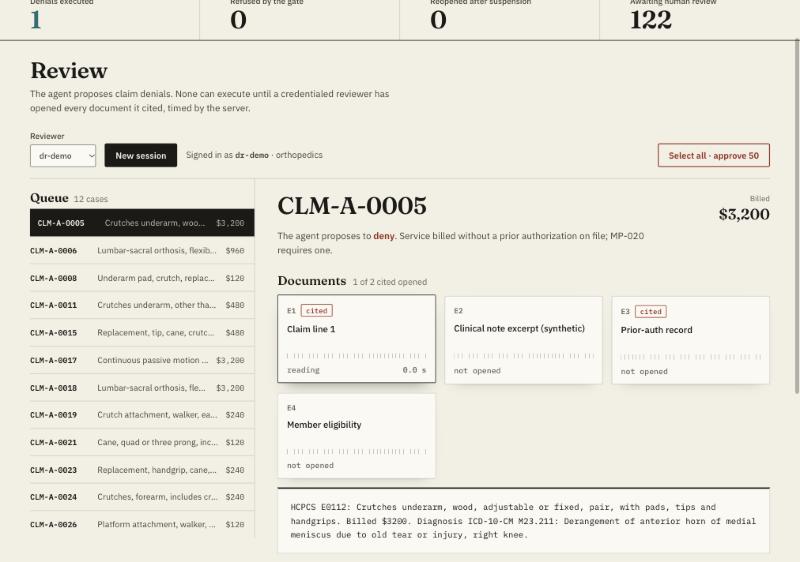 Denials executed
Refused by the gate
Reopened after suspension
Awaiting human review
1
0
0
122
Review
The agent proposes claim denials. None can execute until a credentialed reviewer has
opened every document it cited, timed by the server.
Reviewer
dr-demo
New session
Signed in as dr-demo · orthopedics
Select all · approve 50
Queue 12 cases
CLM-A-0005 Crutches underarm, woo... $3,200
CLM-A-0006 Lumbar-sacral orthosis, flexib... $960
CLM-A-0008 Underarm pad, crutch, replac... $120
CLM-A-0011 Crutches underarm, other tha... $480
CLM-A-0015 Replacement, tip, cane, crutc... $480
CLM-A-0017 Continuous passive motion ... $3,200
CLM-A-0018 Lumbar-sacral orthosis, fle... $3,200
CLM-A-0019 Crutch attachment, walker, ea... $240
CLM-A-0021 Cane, quad or three prong, inc... $120
CLM-A-0023 Replacement, handgrip, cane,... $240
CLM-A-0024 Crutches, forearm, includes cr... $240
CLM-A-0026 Platform attachment, walker, ... $120
CLM-A-0005
Billed
$3,200
The agent proposes to deny. Service billed without a prior authorization on file; MP-020
requires one.
Documents 1 of 2 cited opened
E1 cited
Claim line 1
reading 0.0 s
E2
Clinical note excerpt (synthetic)
not opened
E3 cited
Prior-auth record
not opened
E4
Member eligibility
not opened
HCPCS E0112: Crutches underarm, wood, adjustable or fixed, pair, with pads, tips and
handgrips. Billed $3200. Diagnosis ICD-10-CM M23.211: Derangement of anterior horn of medial
meniscus due to old tear or injury, right knee.